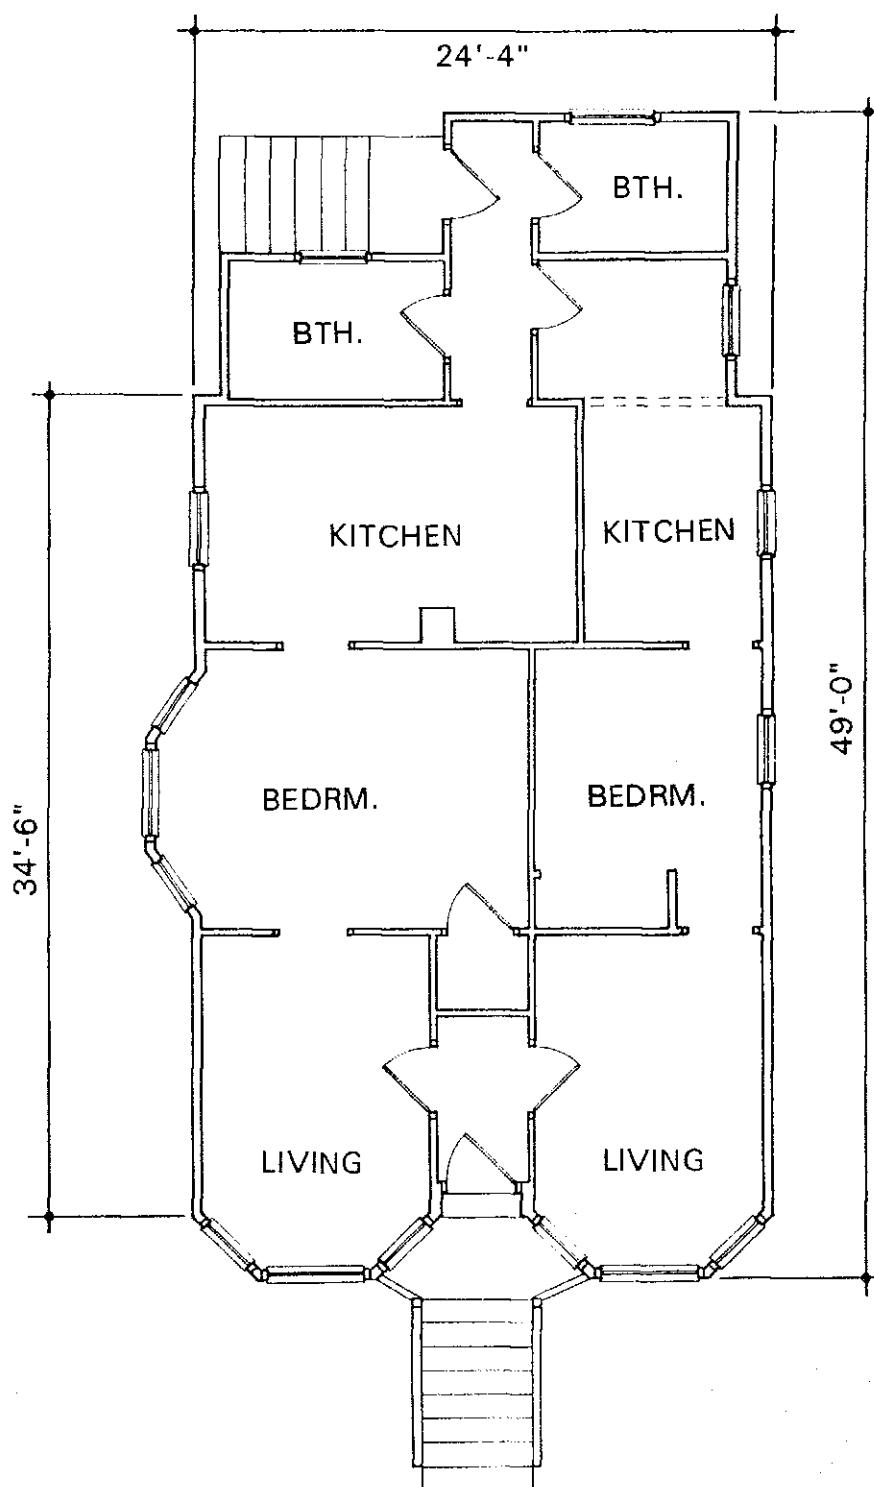 24'-4"
BTH.
BTH.
KITCHEN
KITCHEN
49'-0"
BEDRM.
BEDRM.
34'-6"
LIVING
LIVING